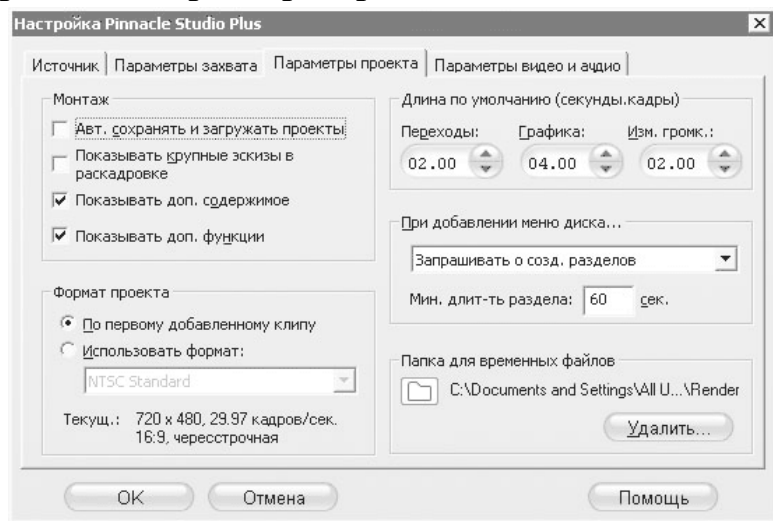 Настройка Pinnacle Studio Plus
Источник
Параметры захвата
Параметры проекта
Параметры видео и аудио
Монтаж
Авт. сохранять и загружать проекты
Показывать крупные эскизы в
раскадровке
Показывать доп. содержимое
Показывать доп. функции
Формат проекта
По первому добавленному клипу
Использовать формат:
NTSC Standard
Текущ.: 720 x 480, 29.97 кадров/сек.
16:9, чересстрочная
Длина по умолчанию (секунды.кадры)
Переходы: Графика: Изм. громк.:
02.00 04.00 02.00
При добавлении меню диска...
Запрашивать о созд. разделов
Мин. длит-ть раздела: 60 сек.
Папка для временных файлов
C:\Documents and Settings\All U...\Render
Удалить...
OK Отмена Помощь